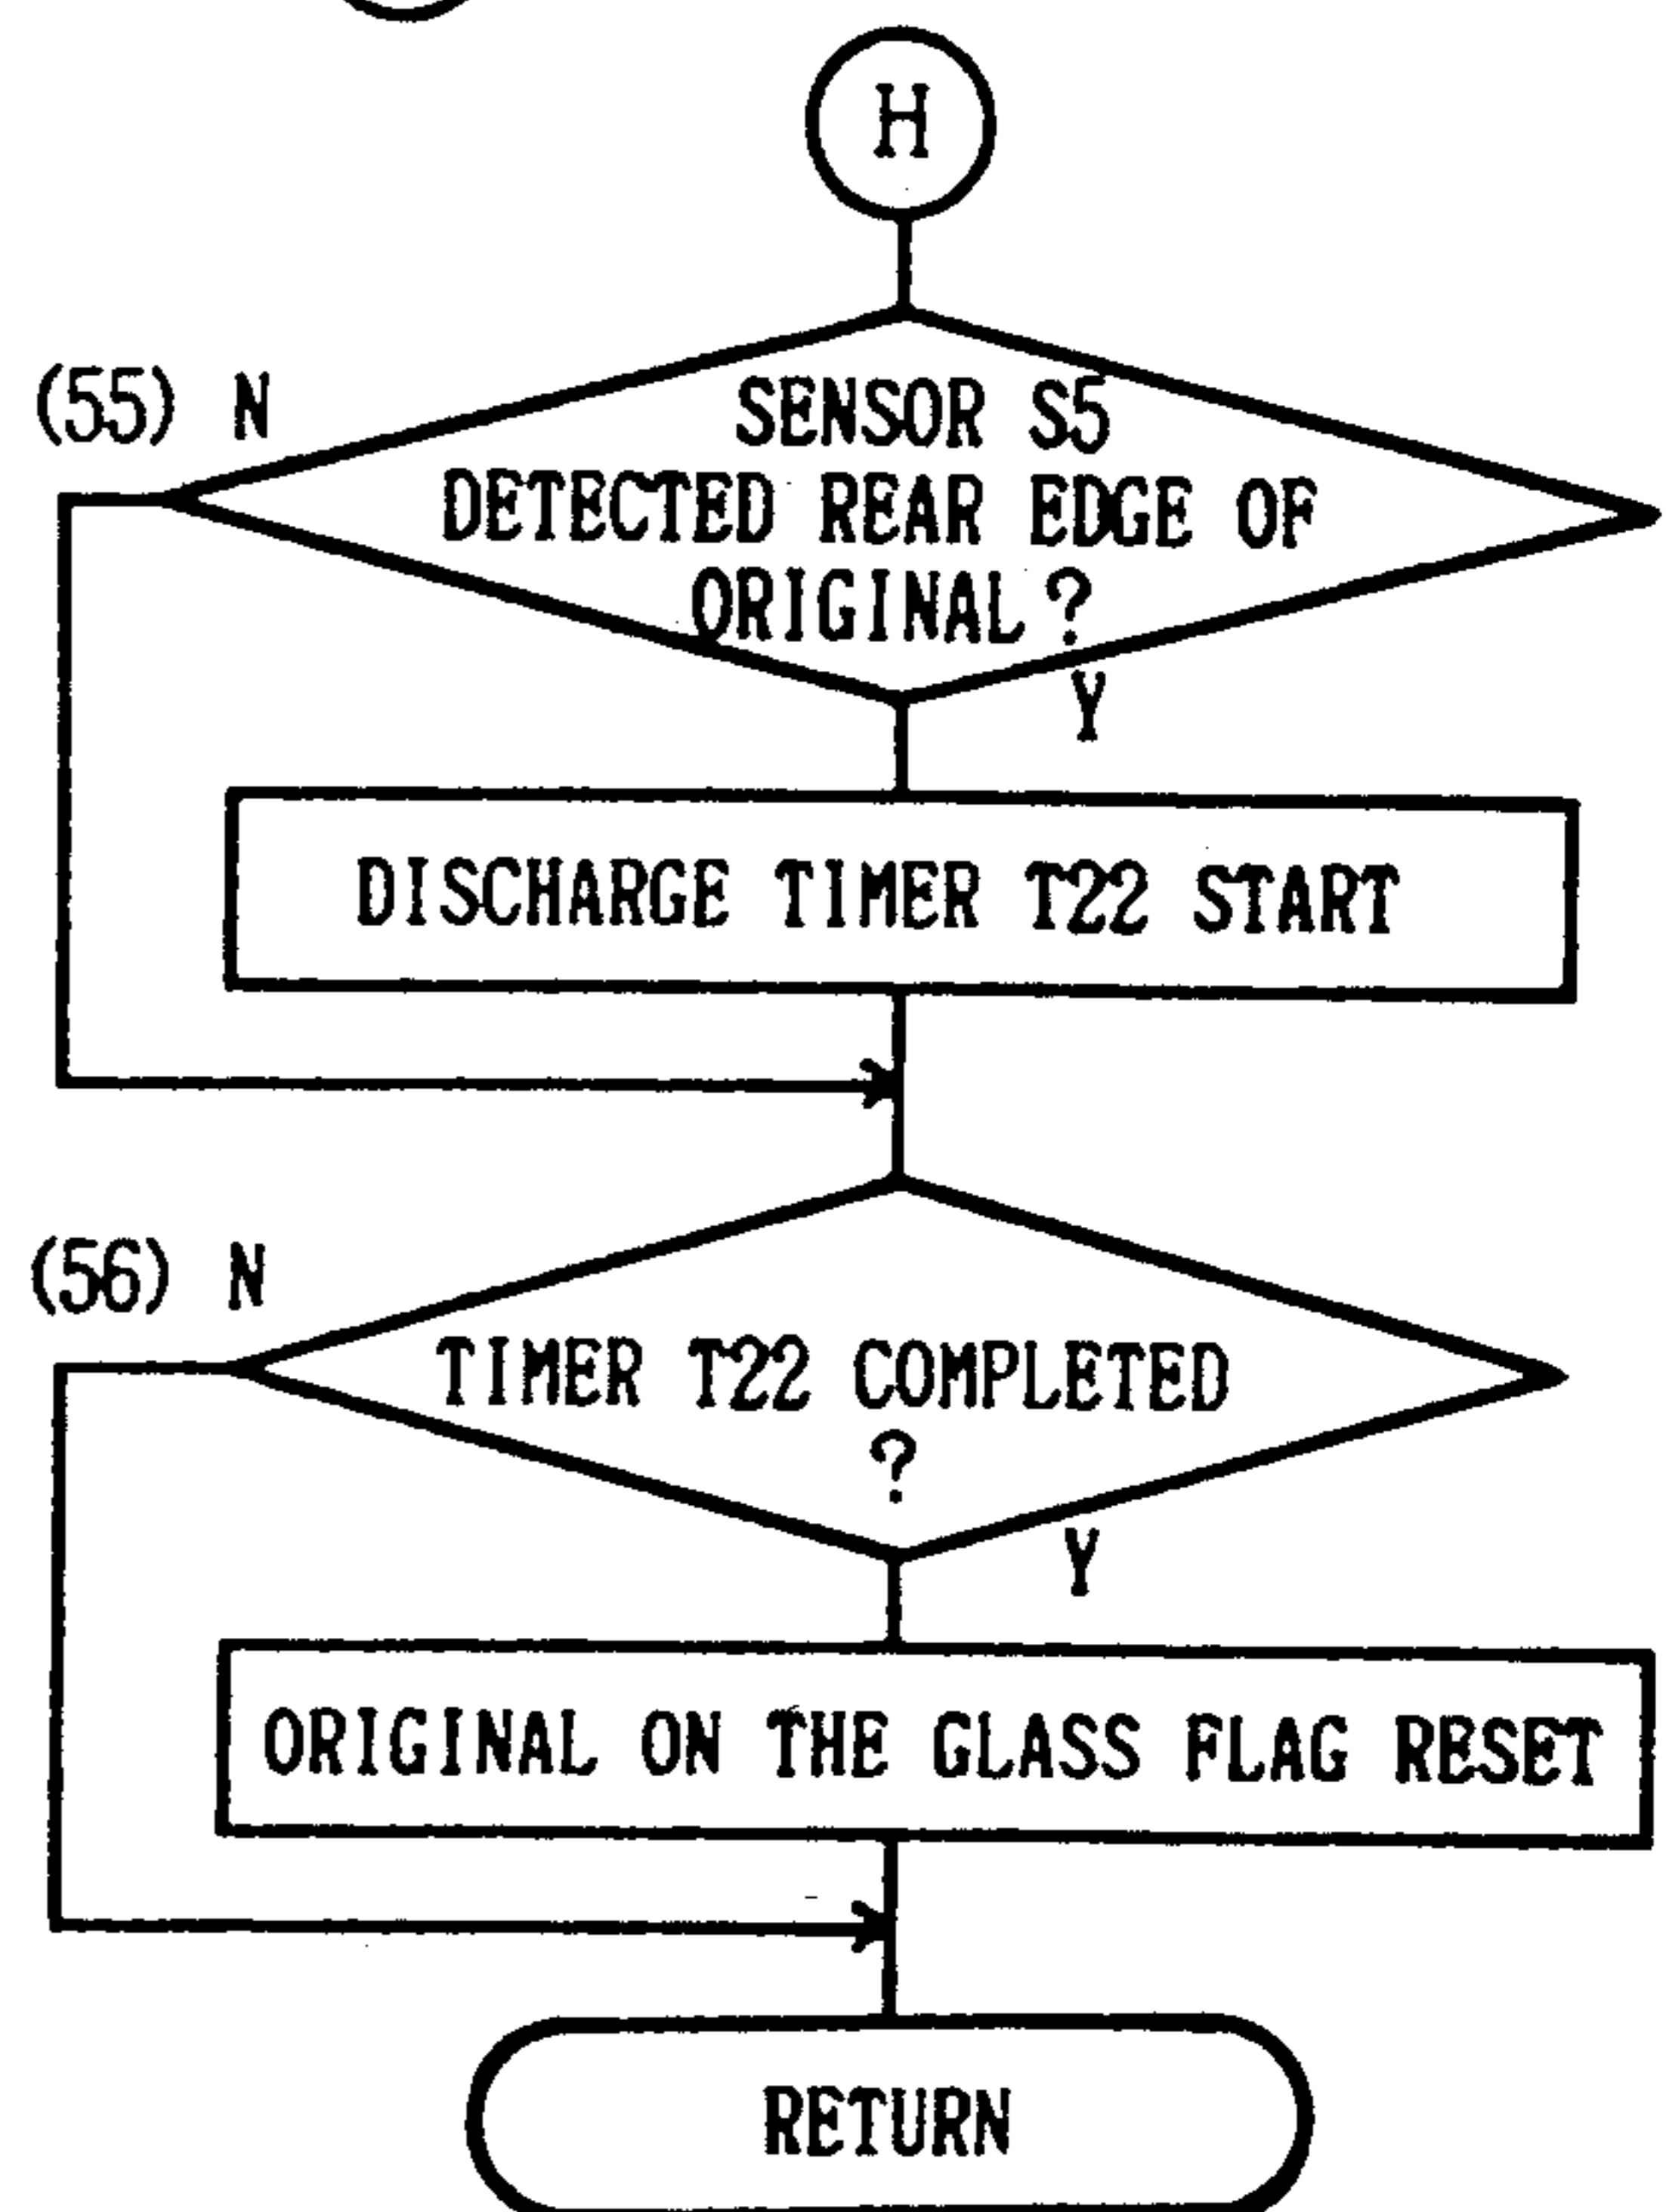 H
(55) N
SENSOR S5
DETECTED REAR EDGE OF
ORIGINAL ?
Y
DISCHARGE TIMER T22 START
(56) N
TIMER T22 COMPLETED
?
Y
ORIGINAL ON THE GLASS FLAG RESET
RETURN